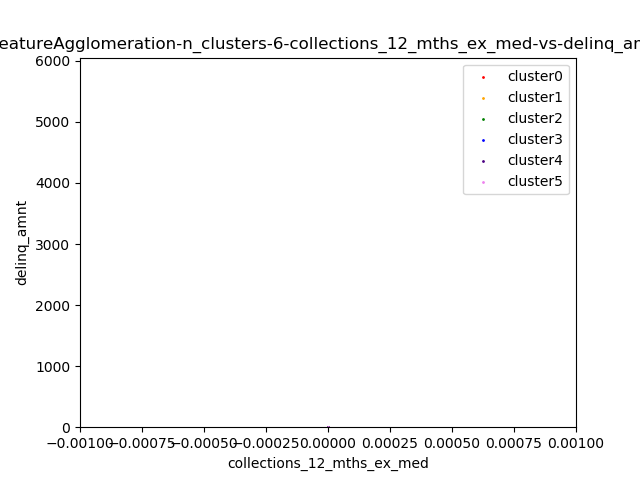 eatureAgglomeration-n_clusters-6-collections_12_mths_ex_med-vs-delinq_ar
cluster0
cluster1
cluster2
cluster3
cluster4
cluster5
6000
5000
4000
3000
2000
1000
0
delinq_amnt
−0.00100 −0.00075 −0.00050 −0.00025 0.00000 0.00025 0.00050 0.00075 0.00100
collections_12_mths_ex_med